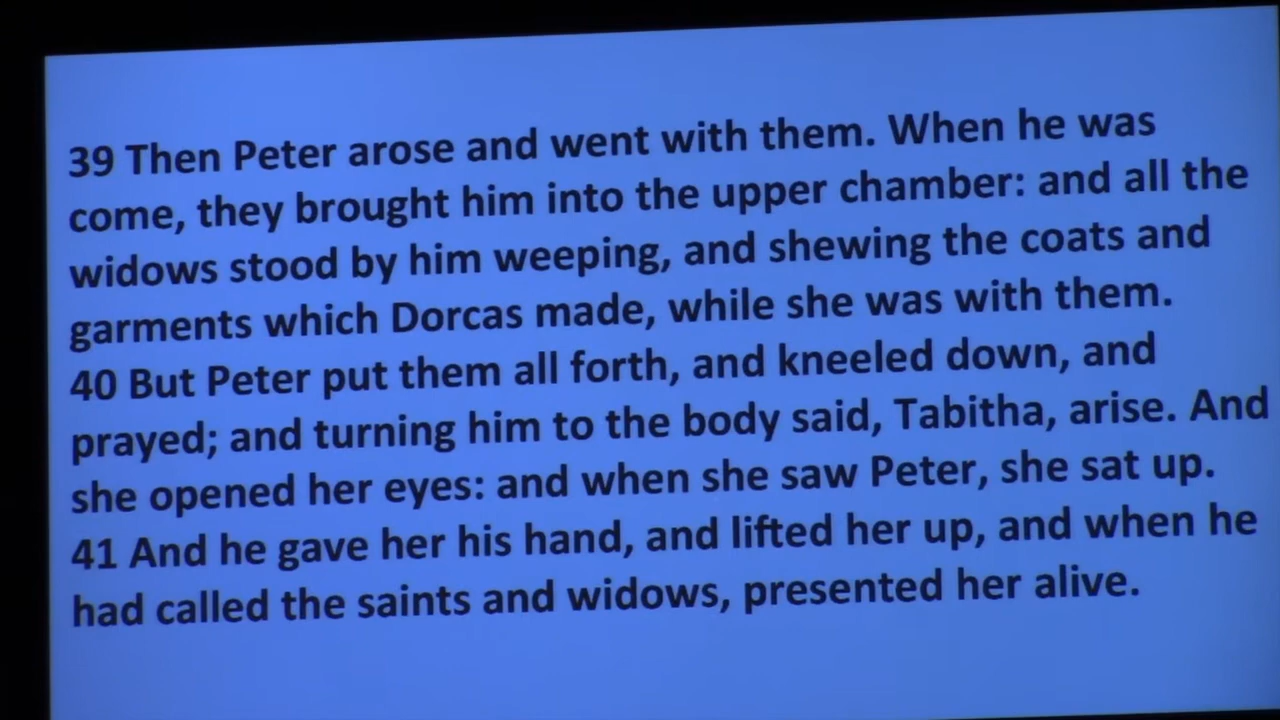 39 Then Peter arose and went with them. When he was
come, they brought him into the upper chamber: and all the
widows stood by him weeping, and shewing the coats and
garments which Dorcas made, while she was with them.
40 But Peter put them all forth, and kneeled down, and
prayed; and turning him to the body said, Tabitha, arise. And
she opened her eyes: and when she saw Peter, she sat up.
41 And he gave her his hand, and lifted her up, and when he
had called the saints and widows, presented her alive.